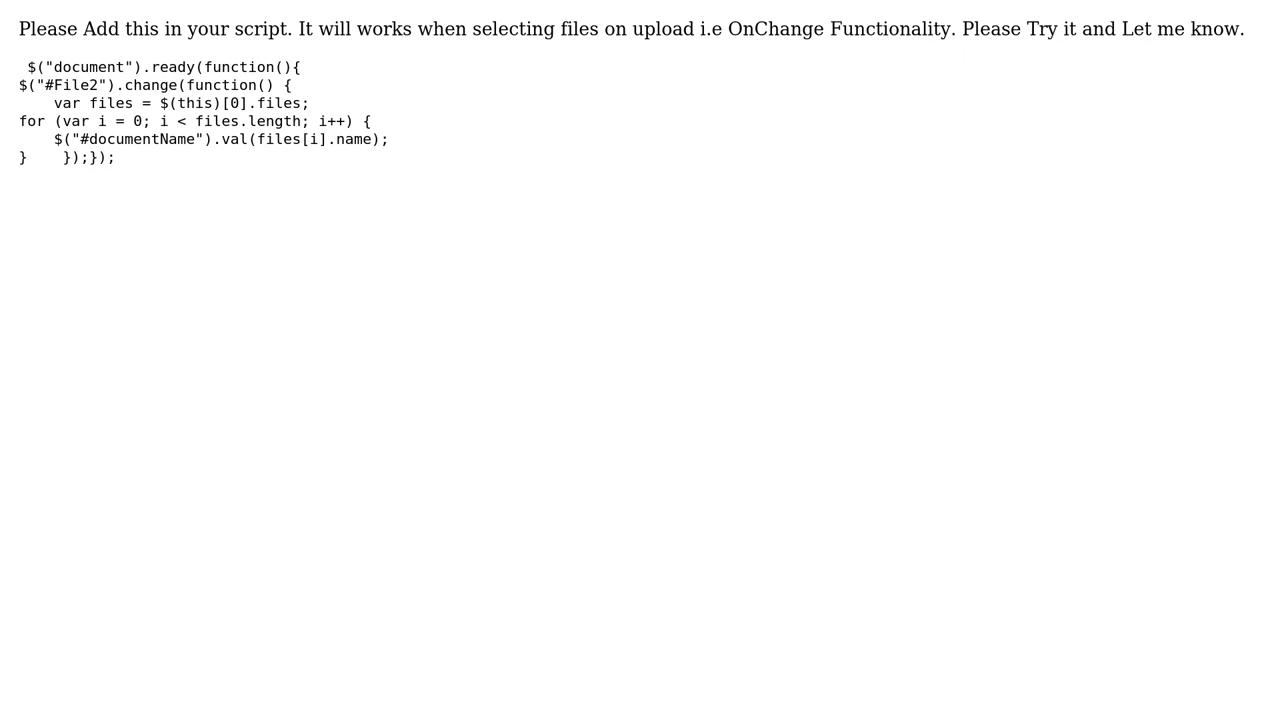 Please Add this in your script. It will works when selecting files on upload i.e OnChange Functionality. Please Try it and Let me know.
 $("document").ready(function(){
$("#File2").change(function() {
    var files = $(this)[0].files;
for (var i = 0; i < files.length; i++) {
    $("#documentName").val(files[i].name);
}    });});